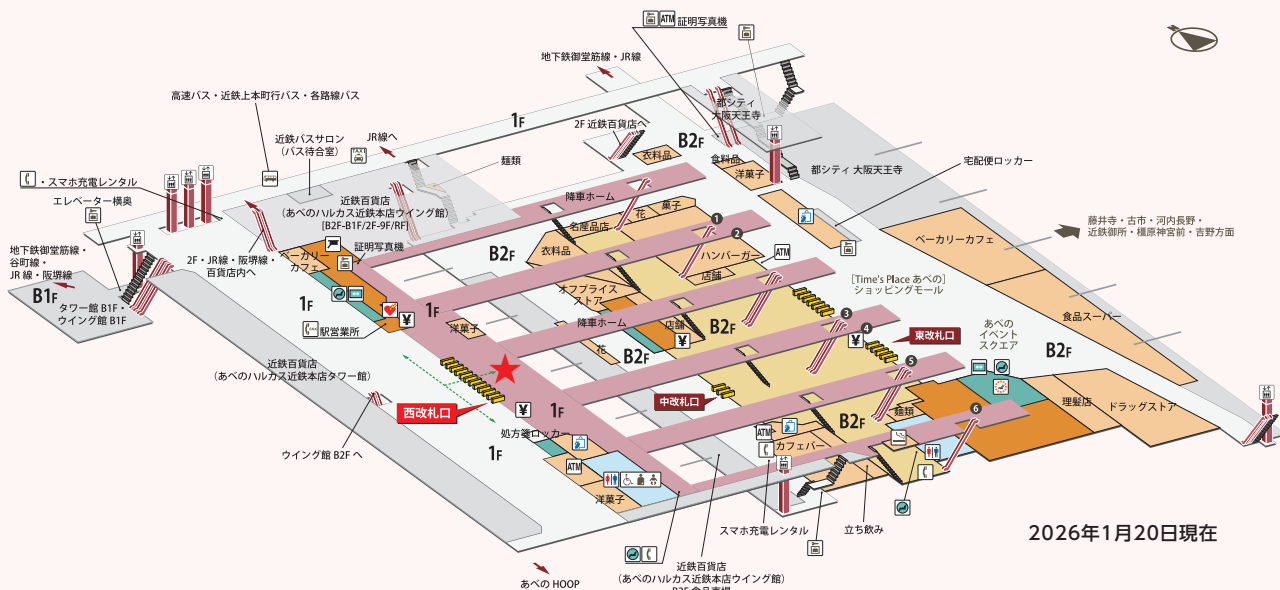 証明写真機
ATM
地下鉄御堂筋線・JR線
高速バス・近鉄上本町行バス・各路線バス
1F
都シティ
大阪天王寺
2F 近鉄百貨店へ
近鉄バスサロン
(バス待合室)
TAXI
JR線へ
B2F
衣料品
食料品
洋菓子
麺類
都シティ 大阪天王寺
宅配便ロッカー
・スマホ充電レンタル
エレベーター横奥
降車ホーム
菓子
花
名産品店
近鉄百貨店
(あべのハルカス近鉄本店ウイング館)
[B2F-B1F/2F-9F/RF]
1
2
藤井寺・古市・河内長野・
近鉄御所・橿原神宮前・吉野方面
ベーカリーカフェ
地下鉄御堂筋線・
谷町線・
JR線・阪堺線
2F・JR線・阪堺線・
百貨店内へ
ベーカリー
カフェ
証明写真機
B2F
衣料品
ハンバーガー
店舗
ATM
[Time's Place あべの]
ショッピングモール
B1F
タワー館 B1F・
ウイング館 B1F
1F
オフプライス
ストア
1F
¥
駅営業所
洋菓子
降車ホーム
店舗
¥
B2F
3
4
¥
東改札口
あべの
イベント
スクエア
食品スーパー
B2F
花
B2F
5
近鉄百貨店
(あべのハルカス近鉄本店タワー館)
西改札口
¥
1F
中改札口
麺類
B2F
6
理髪店
ドラッグストア
処方箋ロッカー
ATM
カフェバー
1F
ウイング館 B2F へ
ATM
洋菓子
スマホ充電レンタル
立ち飲み
2026年1月20日現在
近鉄百貨店
(あべのハルカス近鉄本店ウイング館)
あべの HOOP